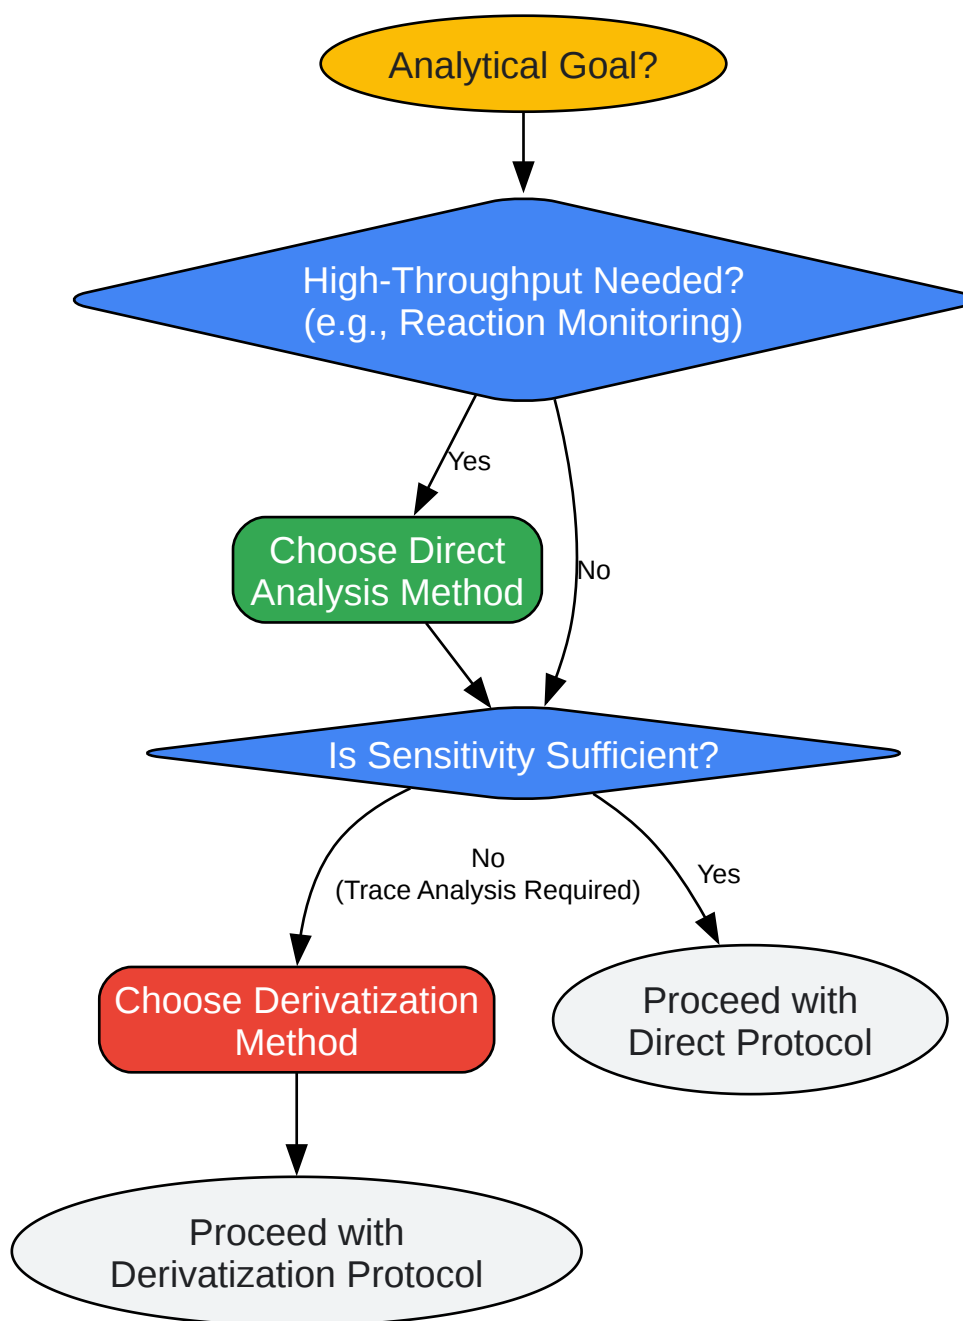 Analytical Goal?
High-Throughput Needed?
(e.g., Reaction Monitoring)
Yes
Choose Direct
Analysis Method
No
Is Sensitivity Sufficient?
No
(Trace Analysis Required)
Yes
Choose Derivatization
Method
Proceed with
Direct Protocol
Proceed with
Derivatization Protocol